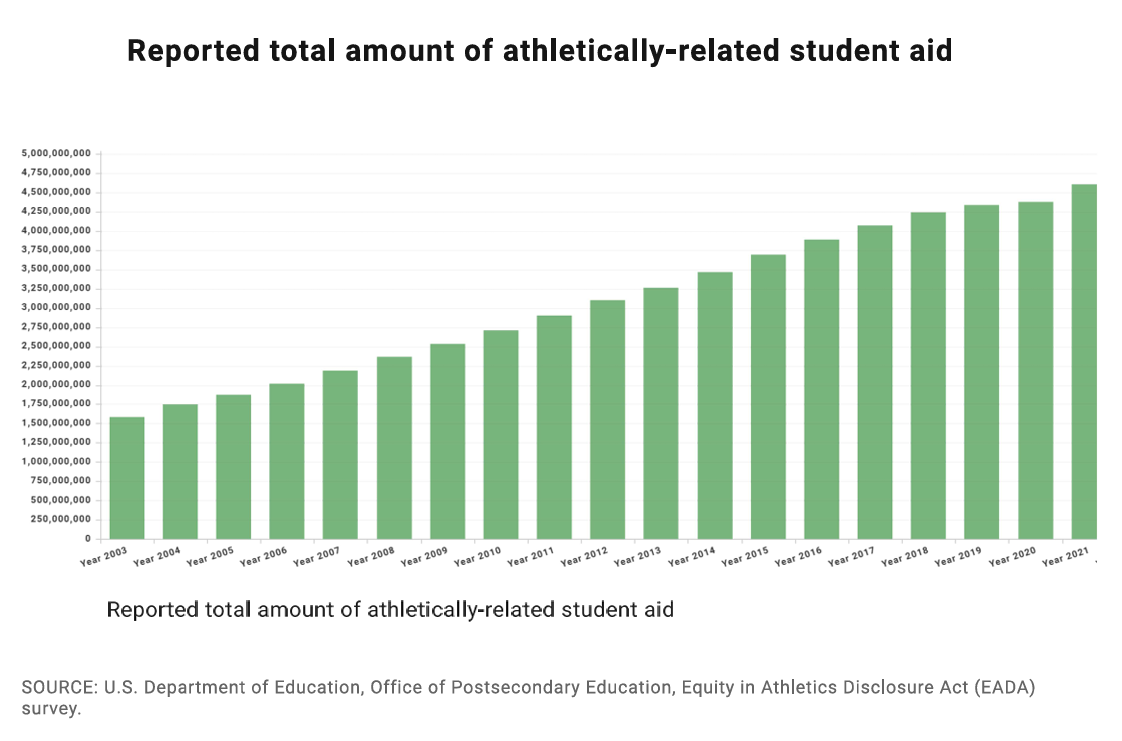 Reported total amount of athletically-related student aid
5,000,000,000
4,750,000,000
4,500,000,000
4,250,000,000
4,000,000,000
3,750,000,000
3,500,000,000
3,250,000,000
3,000,000,000
2,750,000,000
2,500,000,000
2,250,000,000
2,000,000,000
1,750,000,000
1,500,000,000
1,250,000,000
1,000,000,000
750,000,000
500,000,000
250,000,000
0
Year 2003
Year 2004
Year 2005
Year 2006
Year 2007
Year 2008
Year 2009
Year 2010
Year 2011
Year 2012
Year 2013
Year 2014
Year 2015
Year 2016
Year 2017
Year 2018
Year 2019
Year 2020
Year 2021
Reported total amount of athletically-related student aid
SOURCE: U.S. Department of Education, Office of Postsecondary Education, Equity in Athletics Disclosure Act (EADA)
survey.